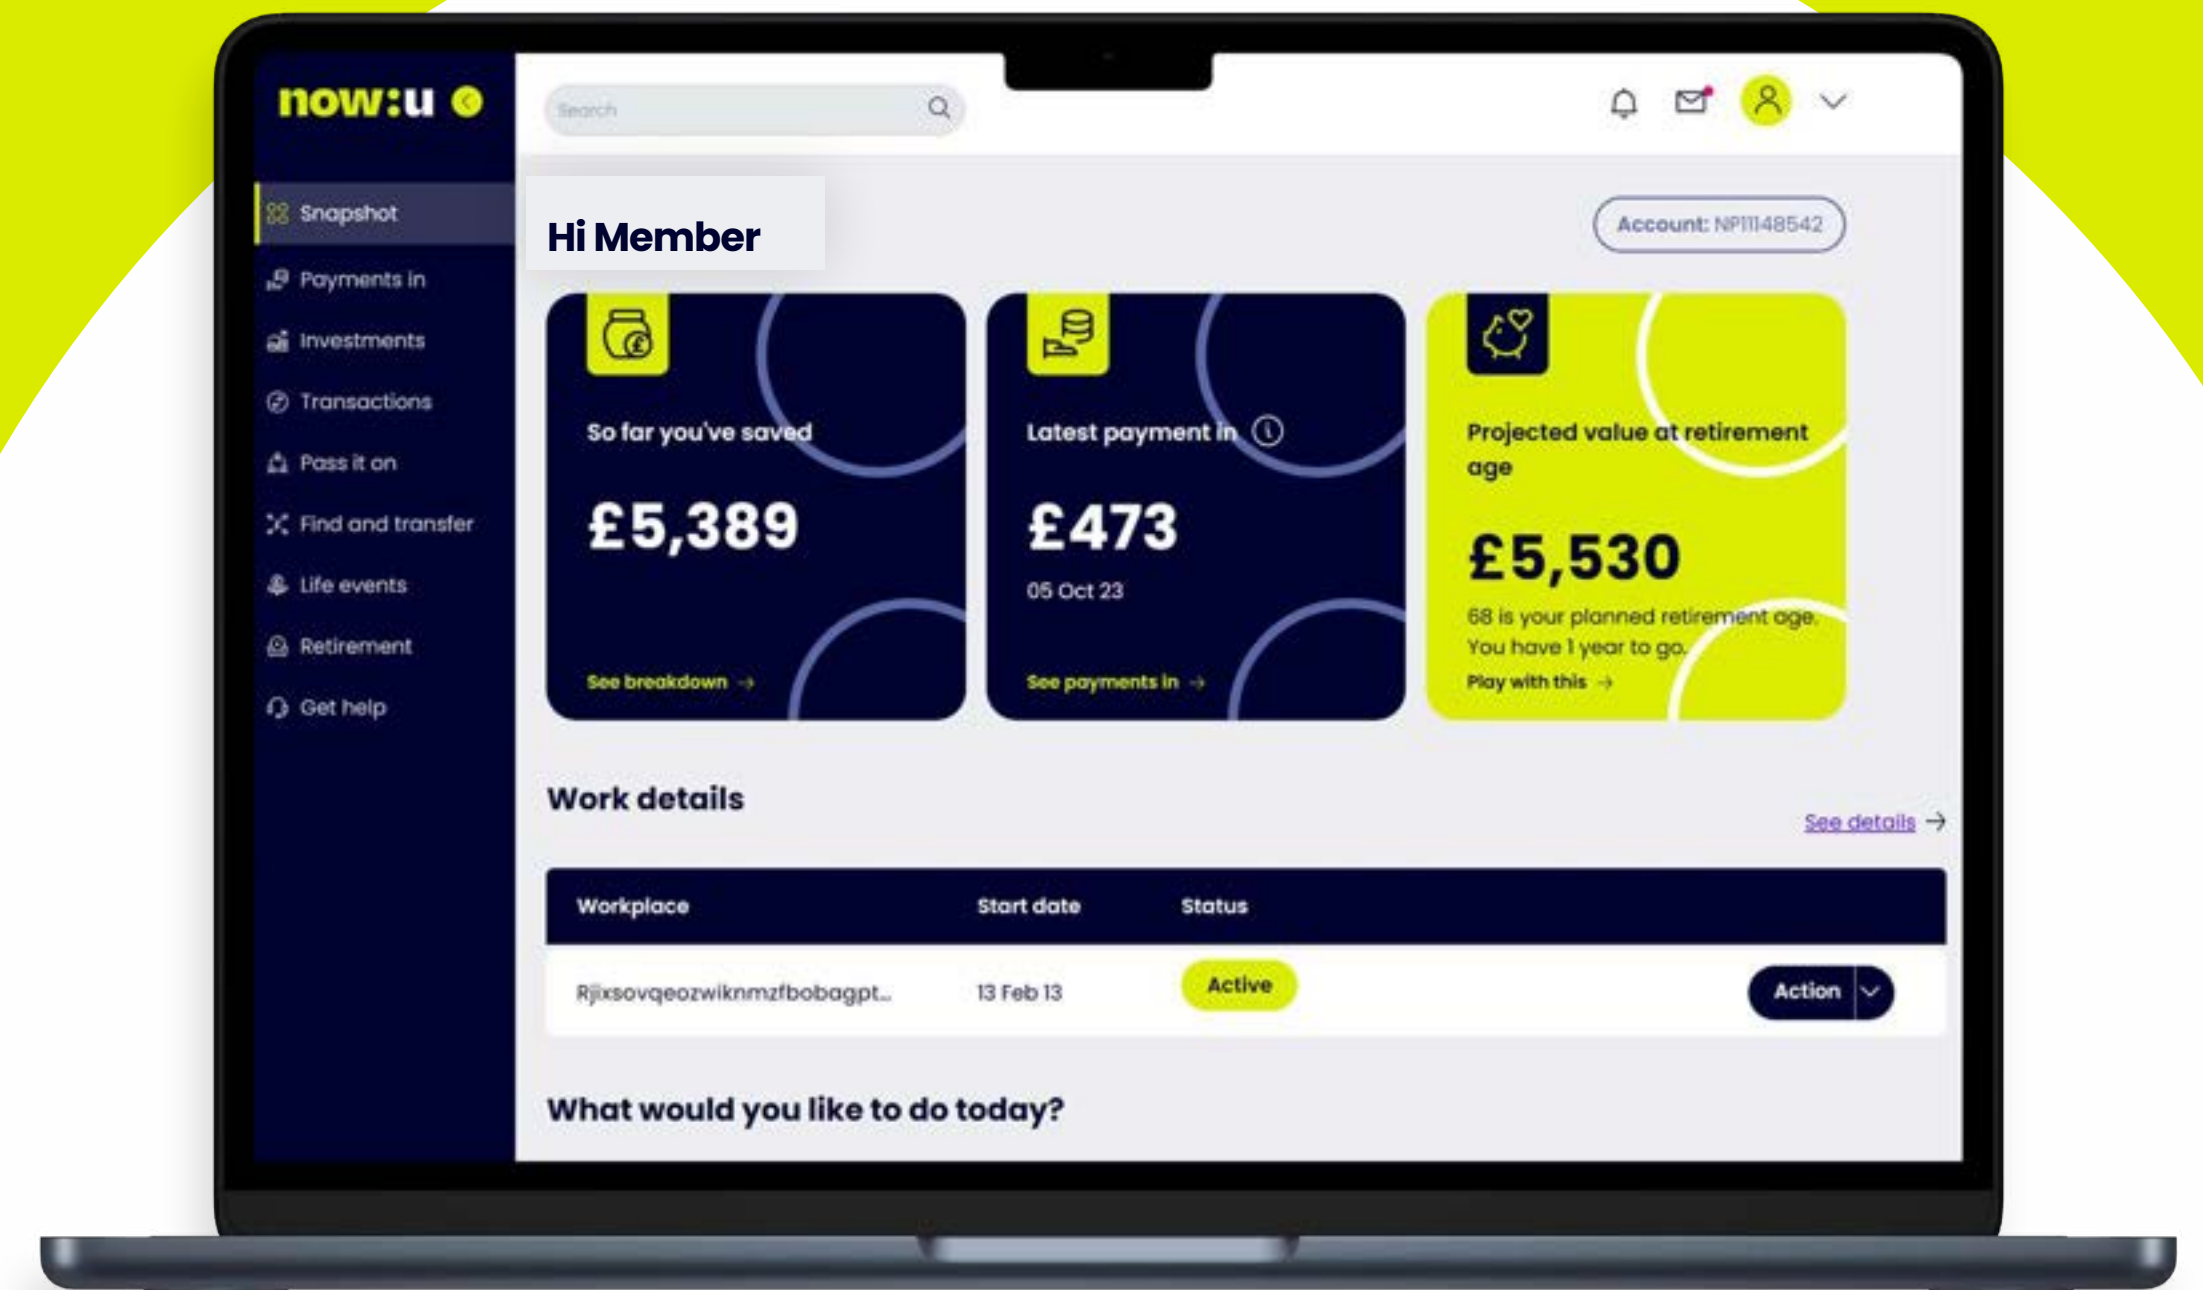 now:u
Search
Snapshot
Payments in
Investments
Transactions
Pass it on
Find and transfer
Life events
Retirement
Get help
Hi Member
Account: NP11148542
So far you've saved
£5,389
See breakdown →
Latest payment in
£473
05 Oct 23
See payments in →
Projected value at retirement
age
£5,530
68 is your planned retirement age.
You have 1 year to go.
Play with this →
Work details
See details →
Workplace Start date Status
Rjixsovqeozwiknmzfbobagpt... 13 Feb 13 Active Action
What would you like to do today?